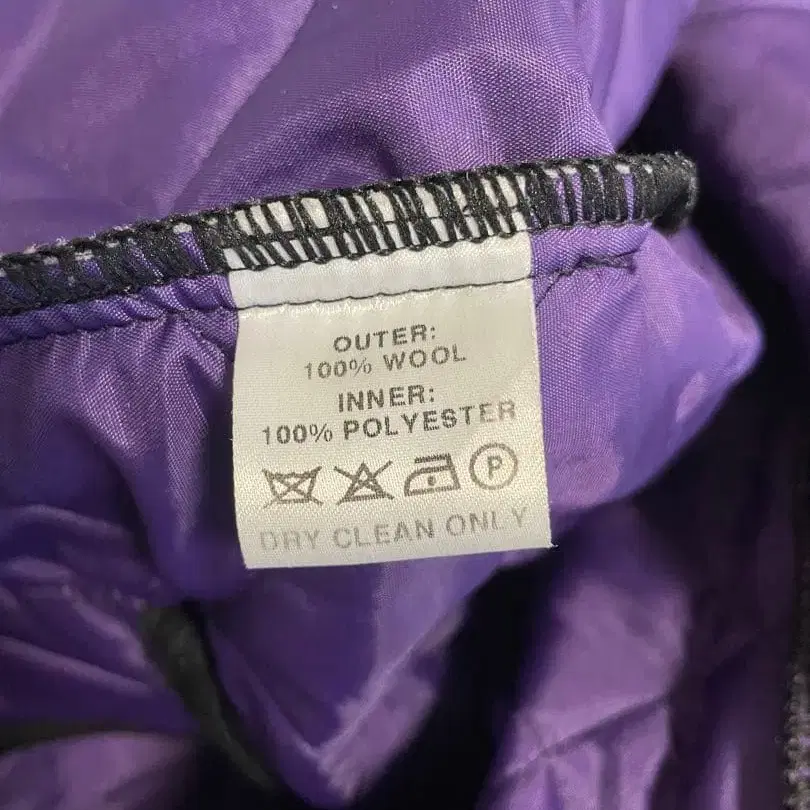 OUTER:
100% WOOL
INNER:
100% POLYESTER
P
DRY CLEAN ONLY